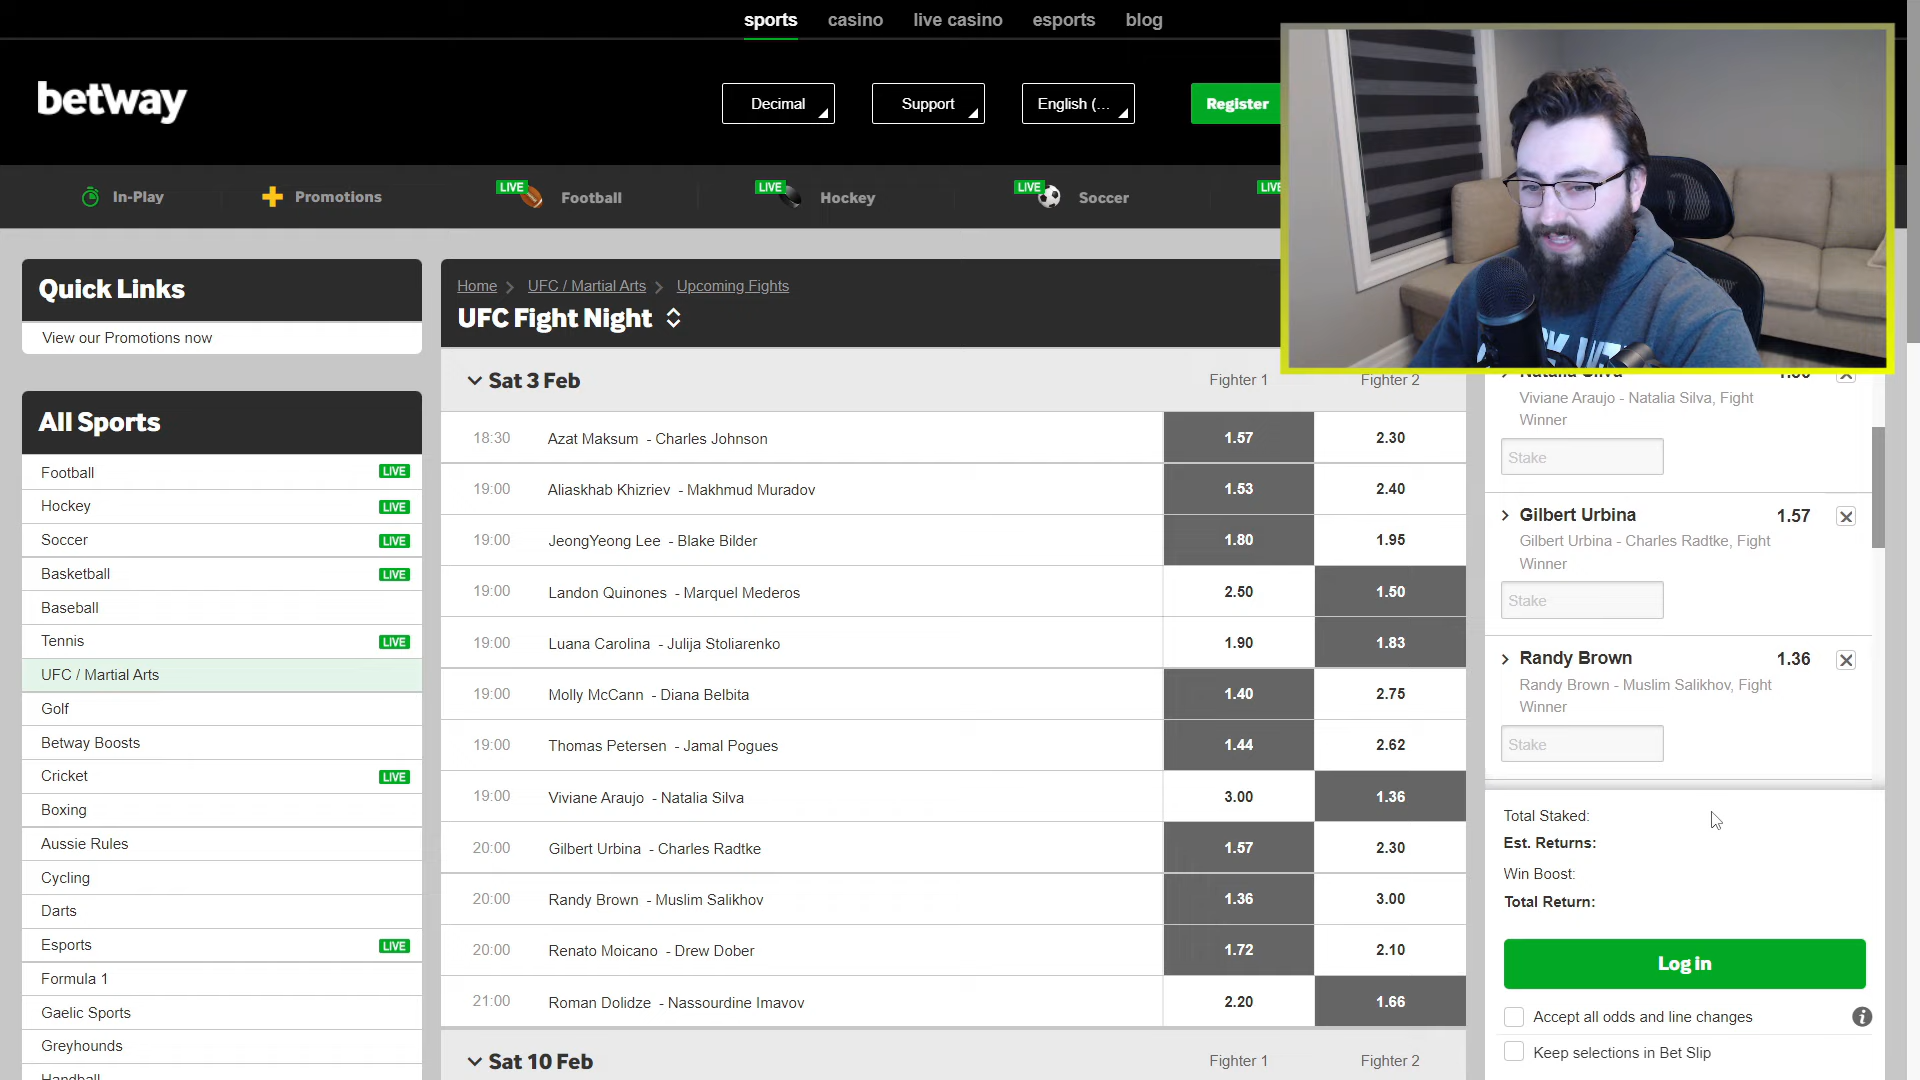 sports casino live casino esports blog
betway
Decimal Support English (... Register
In-Play Promotions LIVE Football LIVE Hockey LIVE Soccer LIVE
Quick Links
View our Promotions now
All Sports
Football LIVE
Hockey LIVE
Soccer LIVE
Basketball LIVE
Baseball
Tennis LIVE
UFC / Martial Arts
Golf
Betway Boosts
Cricket LIVE
Boxing
Aussie Rules
Cycling
Darts
Esports LIVE
Formula 1
Gaelic Sports
Greyhounds
Handball
Home > UFC / Martial Arts > Upcoming Fights
UFC Fight Night
Sat 3 Feb Fighter 1 Fighter 2
18:30 Azat Maksum - Charles Johnson 1.57 2.30
19:00 Aliaskhab Khizriev - Makhmud Muradov 1.53 2.40
19:00 JeongYeong Lee - Blake Bilder 1.80 1.95
19:00 Landon Quinones - Marquel Mederos 2.50 1.50
19:00 Luana Carolina - Julija Stoliarenko 1.90 1.83
19:00 Molly McCann - Diana Belbita 1.40 2.75
19:00 Thomas Petersen - Jamal Pogues 1.44 2.62
19:00 Viviane Araujo - Natalia Silva 3.00 1.36
20:00 Gilbert Urbina - Charles Radtke 1.57 2.30
20:00 Randy Brown - Muslim Salikhov 1.36 3.00
20:00 Renato Moicano - Drew Dober 1.72 2.10
21:00 Roman Dolidze - Nassourdine Imavov 2.20 1.66
Sat 10 Feb Fighter 1 Fighter 2
Natalia Silva 1.36
Viviane Araujo - Natalia Silva, Fight
Winner
Stake
Gilbert Urbina 1.57
Gilbert Urbina - Charles Radtke, Fight
Winner
Stake
Randy Brown 1.36
Randy Brown - Muslim Salikhov, Fight
Winner
Stake
Total Staked:
Est. Returns:
Win Boost:
Total Return:
Log in
Accept all odds and line changes
Keep selections in Bet Slip